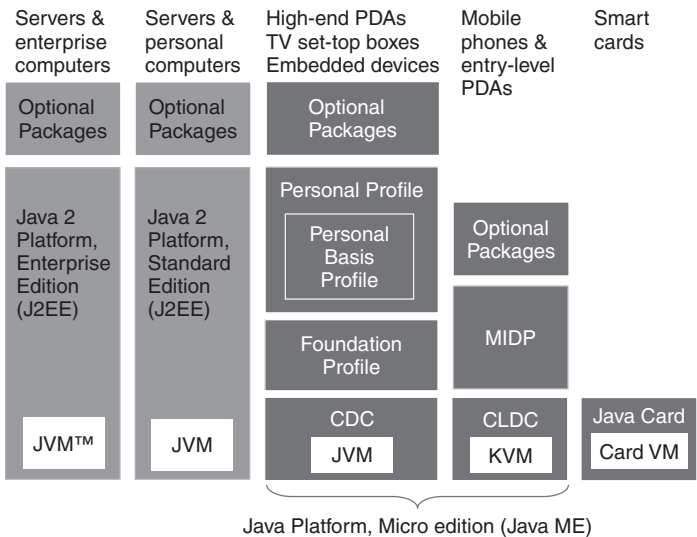 Servers &
enterprise
computers
Servers &
personal
computers
High-end PDAs
TV set-top boxes
Embedded devices
Mobile
phones &
entry-level
PDAs
Smart
cards
Optional
Packages
Optional
Packages
Optional
Packages
Java 2
Platform,
Enterprise
Edition
(J2EE)
JVM™
Java 2
Platform,
Standard
Edition
(J2EE)
JVM
Personal Profile
Personal
Basis
Profile
Foundation
Profile
CDC
JVM
Optional
Packages
MIDP
CLDC
KVM
Java Card
Card VM
Java Platform, Micro edition (Java ME)